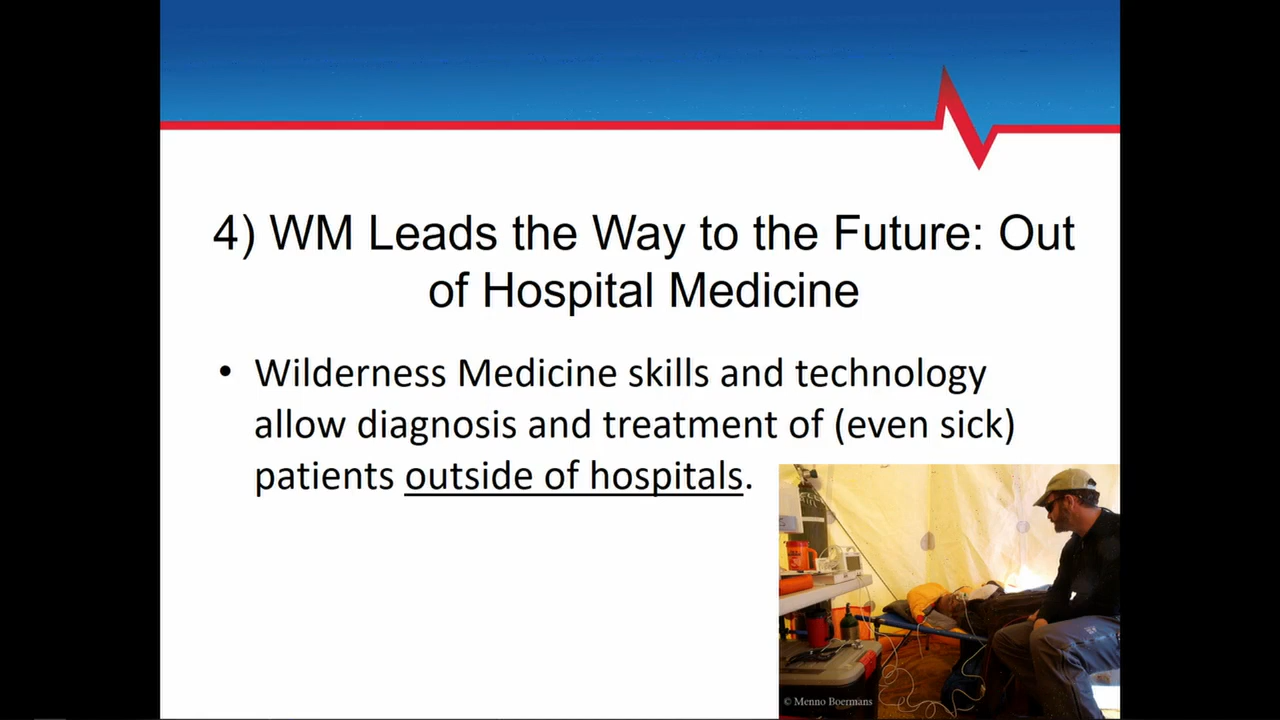 4) WM Leads the Way to the Future: Out
of Hospital Medicine
• Wilderness Medicine skills and technology
allow diagnosis and treatment of (even sick)
patients outside of hospitals.
© Menno Boermans